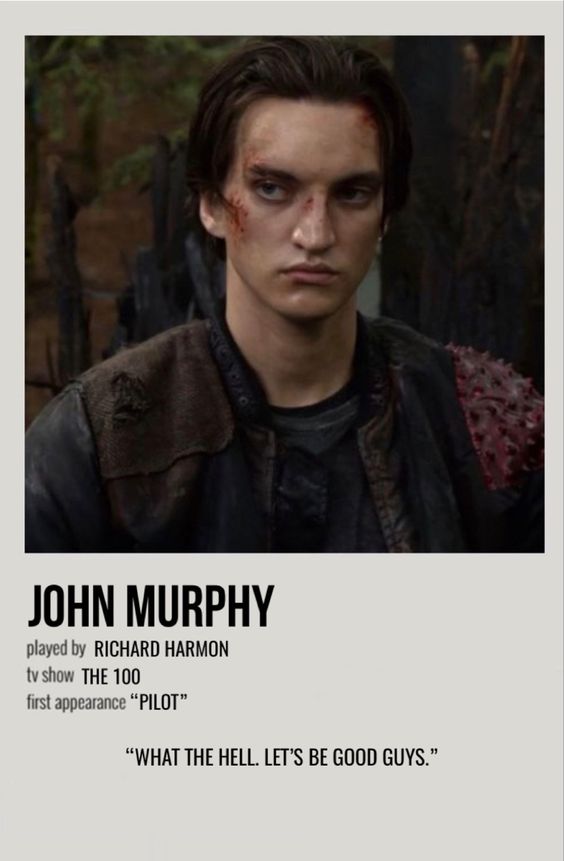 JOHN MURPHY
played by RICHARD HARMON
tv show THE 100
first appearance “PILOT”
“WHAT THE HELL. LET’S BE GOOD GUYS.”